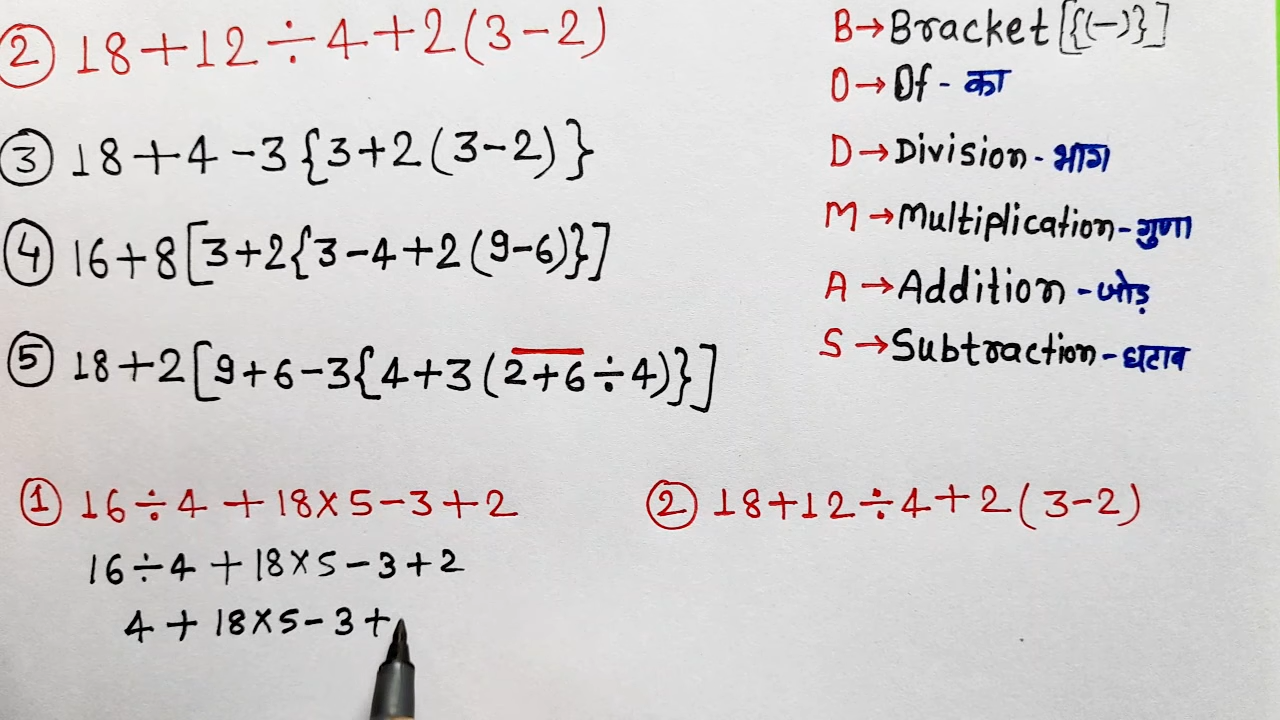 ② 18+12÷4+2(3-2)
③ 18+4-3{3+2(3-2)}
④ 16+8[3+2{3-4+2(9-6)}]
⑤ 18+2[9+6-3{4+3(2̅+̅6̅÷4)}]
B→Bracket[{(-)}]
O→Of-का
D→Division-भाग
M→Multiplication-गुणा
A→Addition-जोड़
S→Subtraction-घटाव
① 16÷4+18×5-3+2
16÷4+18×5-3+2
4+18×5-3+
② 18+12÷4+2(3-2)